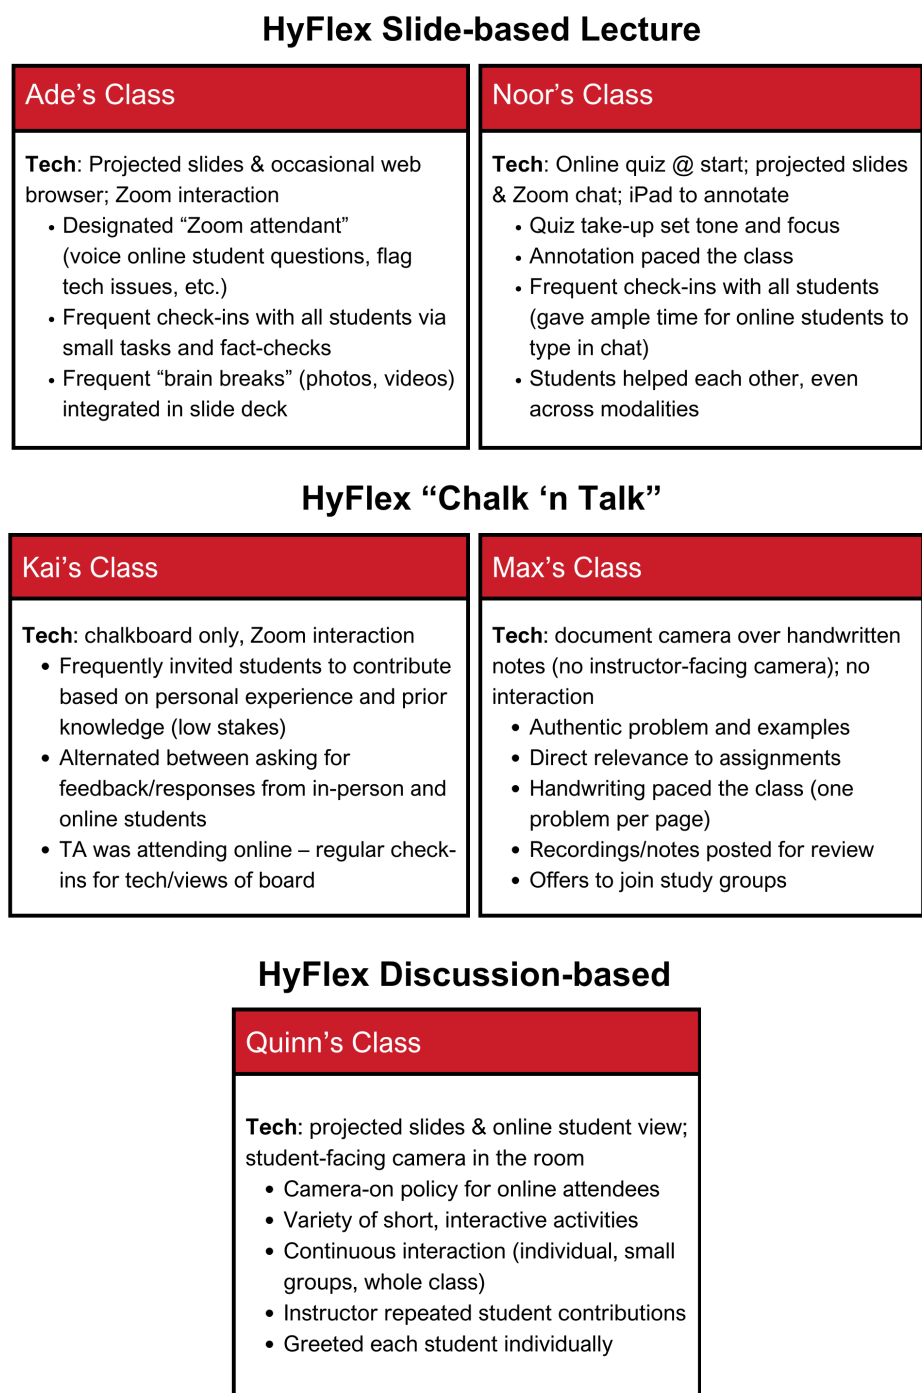 HyFlex Slide-based Lecture
Ade’s Class
Tech: Projected slides & occasional web
browser; Zoom interaction
• Designated “Zoom attendant”
(voice online student questions, flag
tech issues, etc.)
• Frequent check-ins with all students via
small tasks and fact-checks
• Frequent “brain breaks” (photos, videos)
integrated in slide deck
Noor’s Class
Tech: Online quiz @ start; projected slides
& Zoom chat; iPad to annotate
• Quiz take-up set tone and focus
• Annotation paced the class
• Frequent check-ins with all students
(gave ample time for online students to
type in chat)
• Students helped each other, even
across modalities
HyFlex “Chalk ‘n Talk”
Kai’s Class
Tech: chalkboard only, Zoom interaction
• Frequently invited students to contribute
based on personal experience and prior
knowledge (low stakes)
• Alternated between asking for
feedback/responses from in-person and
online students
• TA was attending online – regular check-
ins for tech/views of board
Max’s Class
Tech: document camera over handwritten
notes (no instructor-facing camera); no
interaction
• Authentic problem and examples
• Direct relevance to assignments
• Handwriting paced the class (one
problem per page)
• Recordings/notes posted for review
• Offers to join study groups
HyFlex Discussion-based
Quinn’s Class
Tech: projected slides & online student view;
student-facing camera in the room
• Camera-on policy for online attendees
• Variety of short, interactive activities
• Continuous interaction (individual, small
groups, whole class)
• Instructor repeated student contributions
• Greeted each student individually